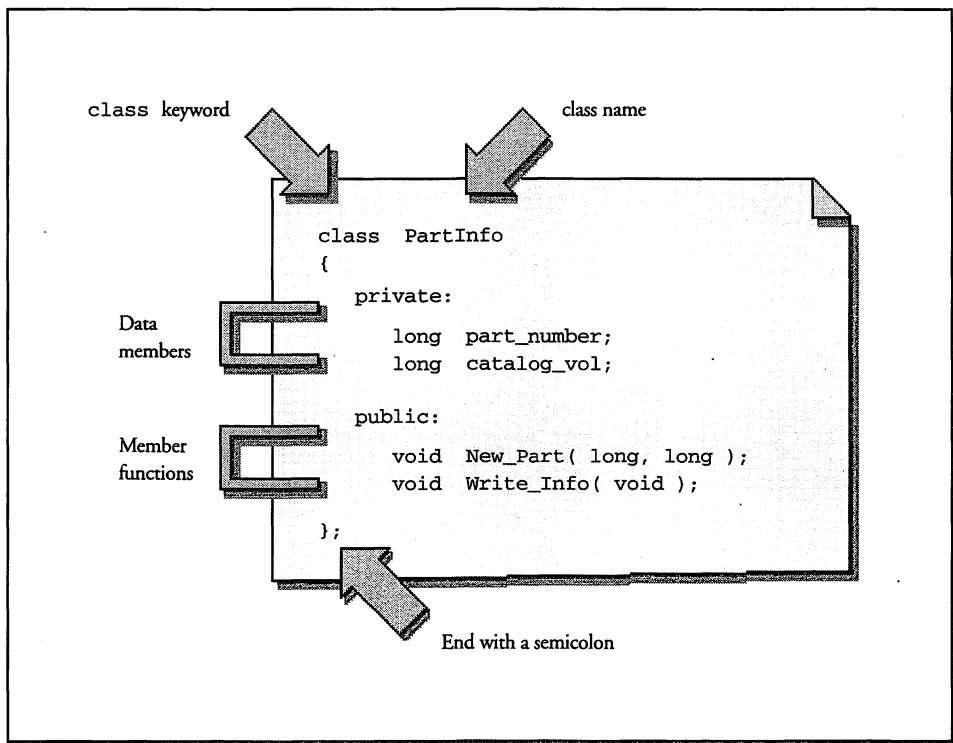 class keyword
class name
class PartInfo
{
private:
Data
members
long part_number;
long catalog_vol;
public:
Member
functions
void New_Part( long, long );
void Write_Info( void );
};
End with a semicolon